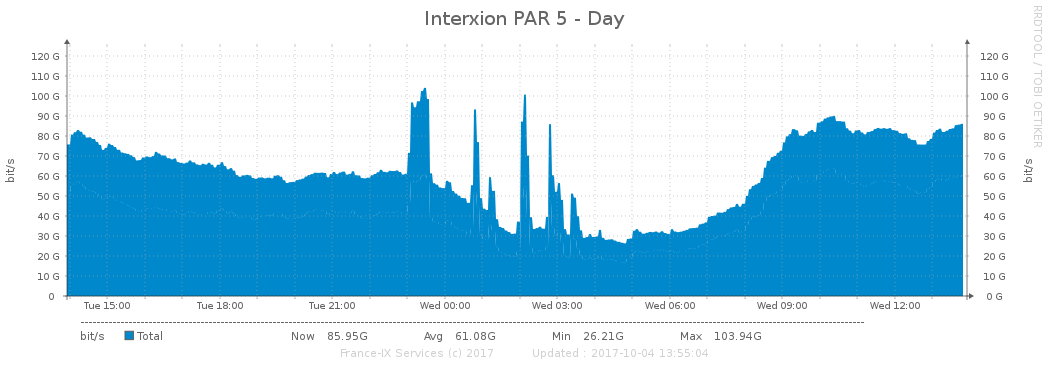 Interxion PAR 5 - Day
RRDTOOL / TOBI OETIKER
120 G 120 G
110 G 110 G
100 G 100 G
90 G 90 G
80 G 80 G
70 G 70 G
60 G 60 G
50 G 50 G
40 G 40 G
30 G 30 G
20 G 20 G
10 G 10 G
0 0 G
bit/s
bit/s
Tue 15:00 Tue 18:00 Tue 21:00 Wed 00:00 Wed 03:00 Wed 06:00 Wed 09:00 Wed 12:00
bit/s Total Now 85.95G Avg 61.08G Min 26.21G Max 103.94G
France-IX Services (c) 2017 Updated : 2017-10-04 13:55:04